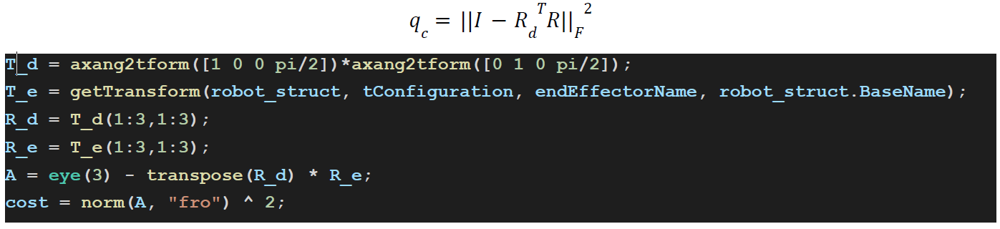 q_c = ||I − R_d^T R||_F^2
T_d = axang2tform([1 0 0 pi/2])*axang2tform([0 1 0 pi/2]);
T_e = getTransform(robot_struct, tConfiguration, endEffectorName, robot_struct.BaseName);
R_d = T_d(1:3,1:3);
R_e = T_e(1:3,1:3);
A = eye(3) - transpose(R_d) * R_e;
cost = norm(A, "fro") ^ 2;